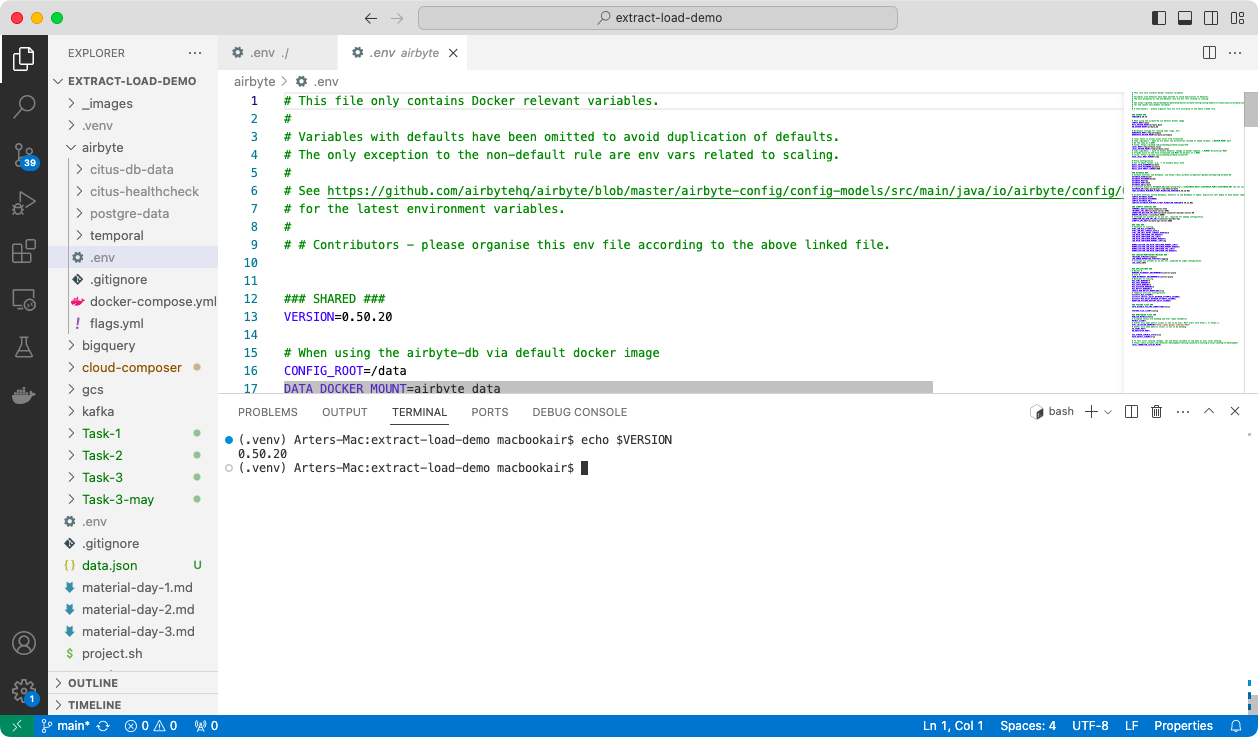 extract-load-demo
EXPLORER
EXTRACT-LOAD-DEMO
_images
.venv
airbyte
citus-db-data
citus-healthcheck
postgre-data
temporal
.env
.gitignore
docker-compose.yml
flags.yml
bigquery
cloud-composer
gcs
kafka
Task-1
Task-2
Task-3
Task-3-may
.env
.gitignore
data.json U
material-day-1.md
material-day-2.md
material-day-3.md
project.sh
OUTLINE
TIMELINE
39
1
.env ./
.env airbyte
airbyte > .env
1 # This file only contains Docker relevant variables.
2 #
3 # Variables with defaults have been omitted to avoid duplication of defaults.
4 # The only exception to the non-default rule are env vars related to scaling.
5 #
6 # See https://github.com/airbytehq/airbyte/blob/master/airbyte-config/config-models/src/main/java/io/airbyte/config/
7 # for the latest environment variables.
8 #
9 # # Contributors - please organise this env file according to the above linked file.
10
11
12 ### SHARED ###
13 VERSION=0.50.20
14
15 # When using the airbyte-db via default docker image
16 CONFIG_ROOT=/data
17 DATA_DOCKER_MOUNT=airbyte_data
PROBLEMS OUTPUT TERMINAL PORTS DEBUG CONSOLE
bash
(.venv) Arters-Mac:extract-load-demo macbookair$ echo $VERSION
0.50.20
(.venv) Arters-Mac:extract-load-demo macbookair$
main* 0 0 0
Ln 1, Col 1 Spaces: 4 UTF-8 LF Properties